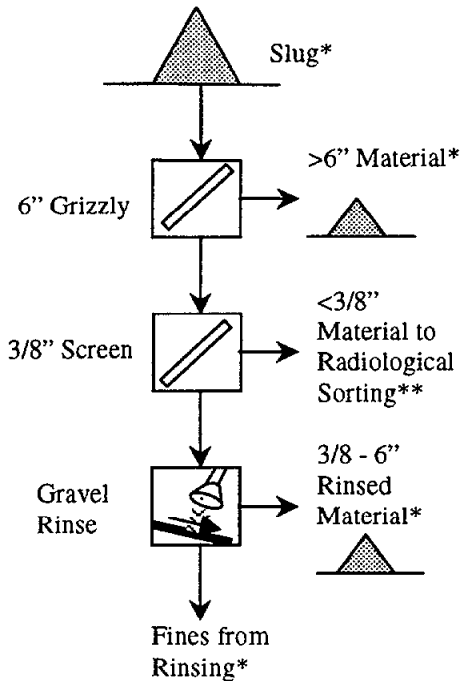 Slug*
>6” Material*
6” Grizzly
<3/8”
Material to
Radiological
Sorting**
3/8” Screen
3/8 - 6”
Rinsed
Material*
Gravel
Rinse
Fines from
Rinsing*